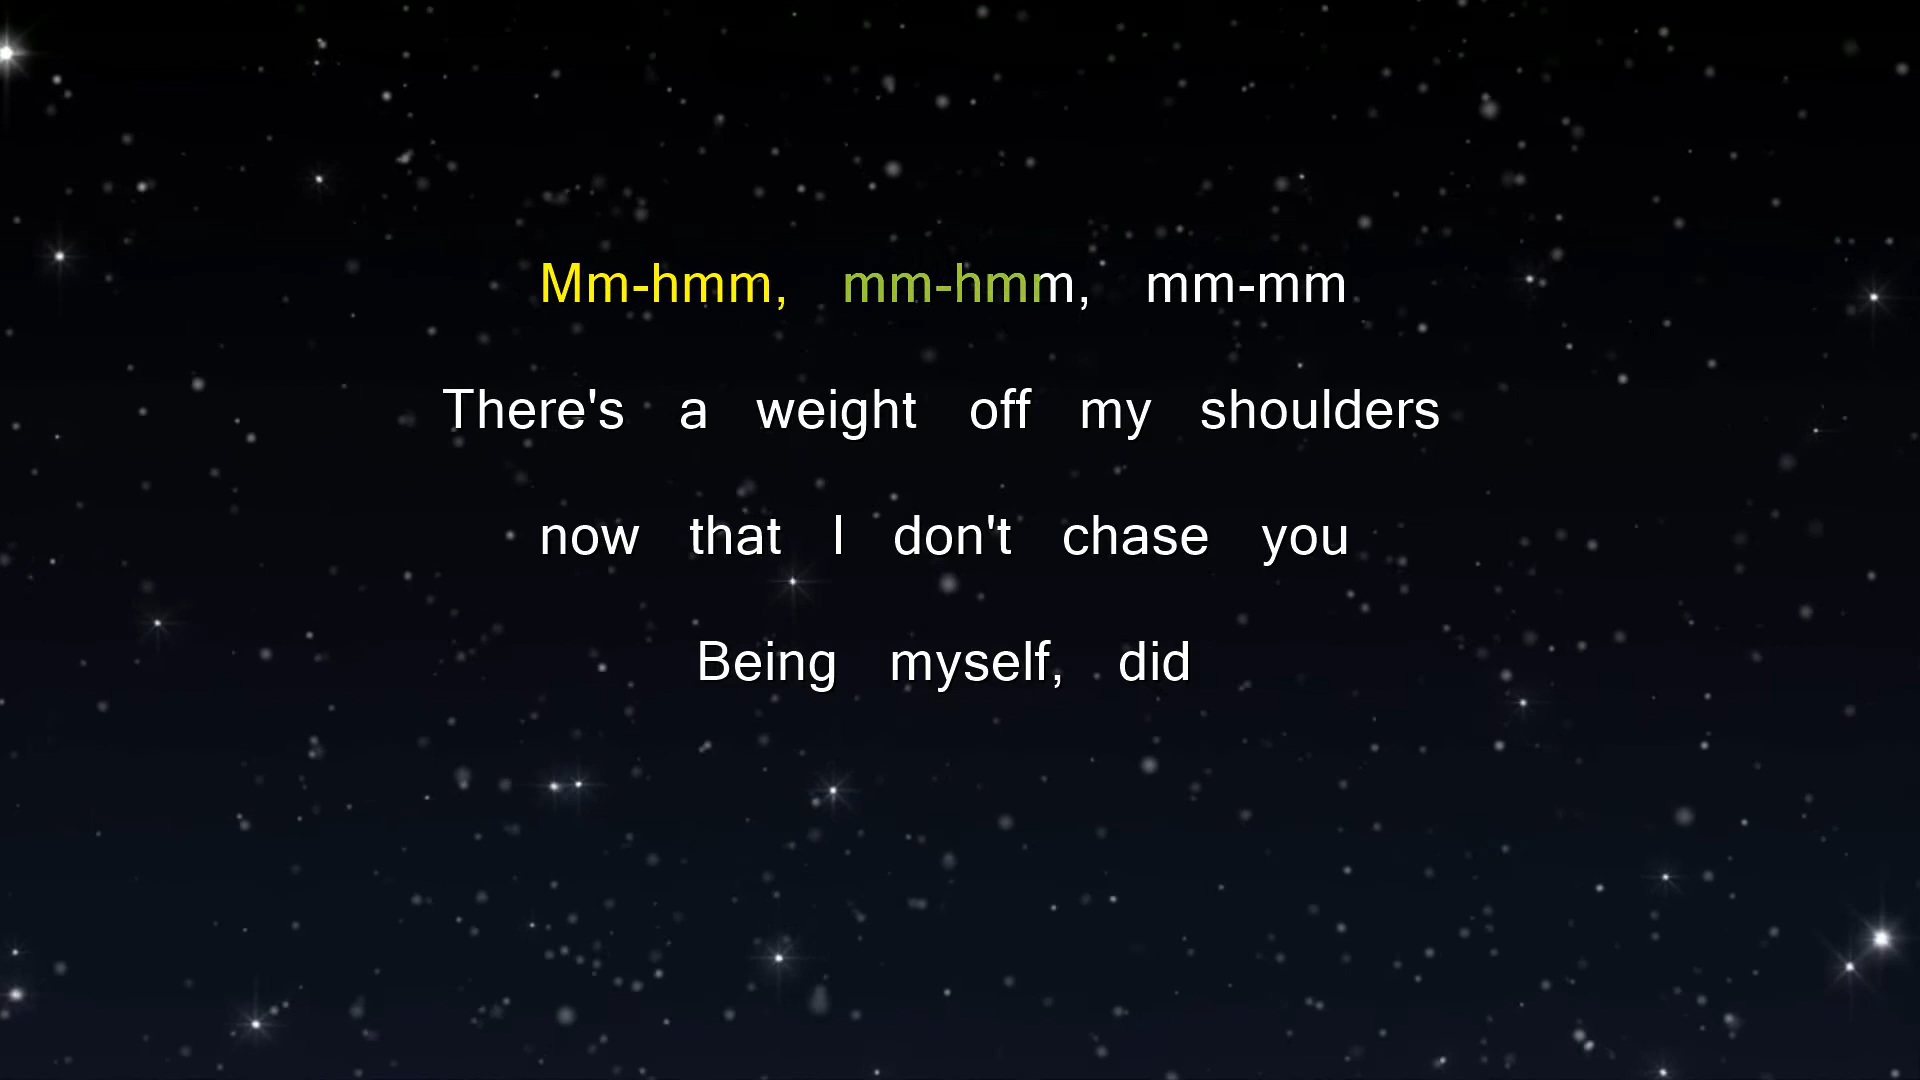 Mm-hmm, mm-hmm, mm-mm
There's a weight off my shoulders
now that I don't chase you
Being myself, did